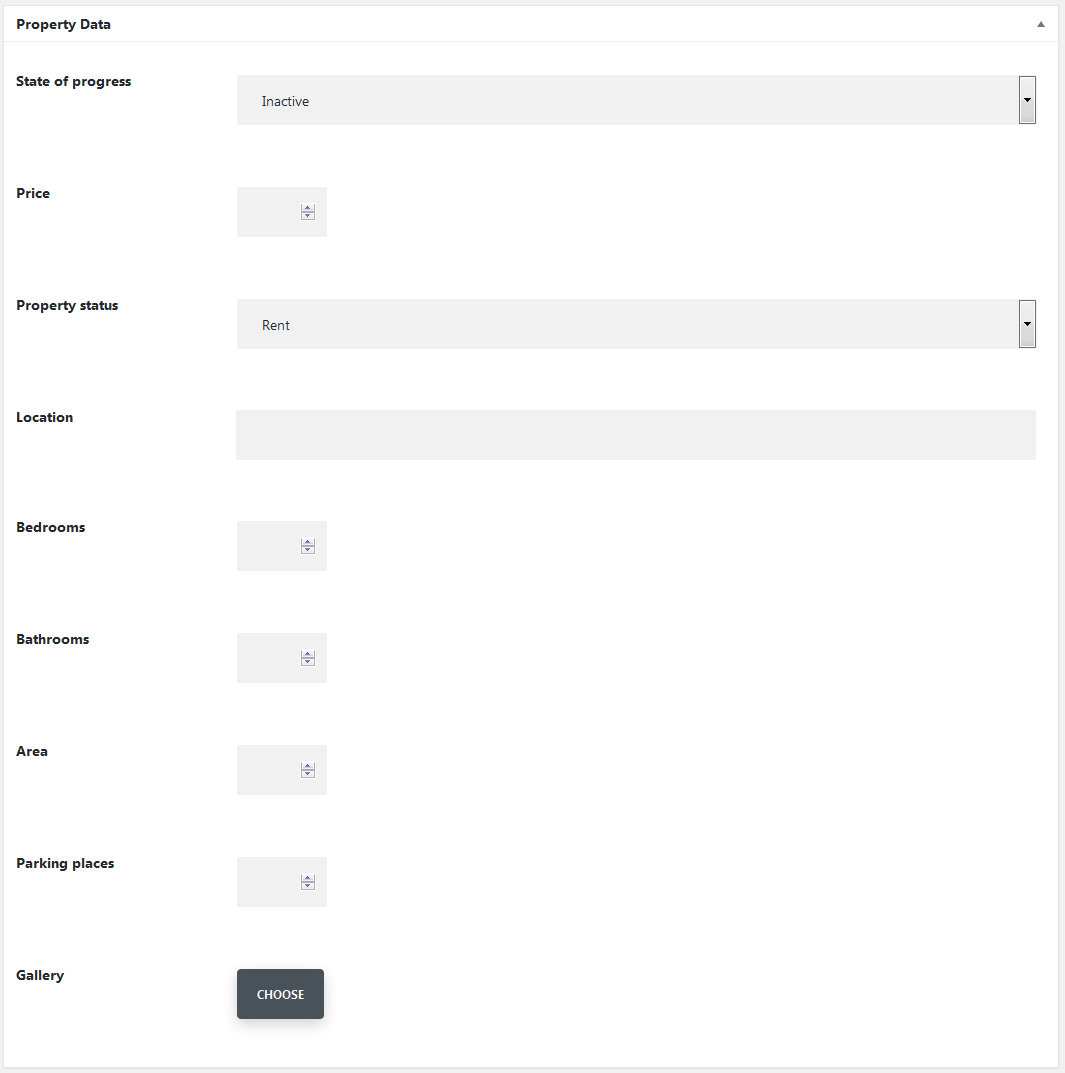 Property Data
State of progress
Inactive
Price
Property status
Rent
Location
Bedrooms
Bathrooms
Area
Parking places
Gallery
CHOOSE